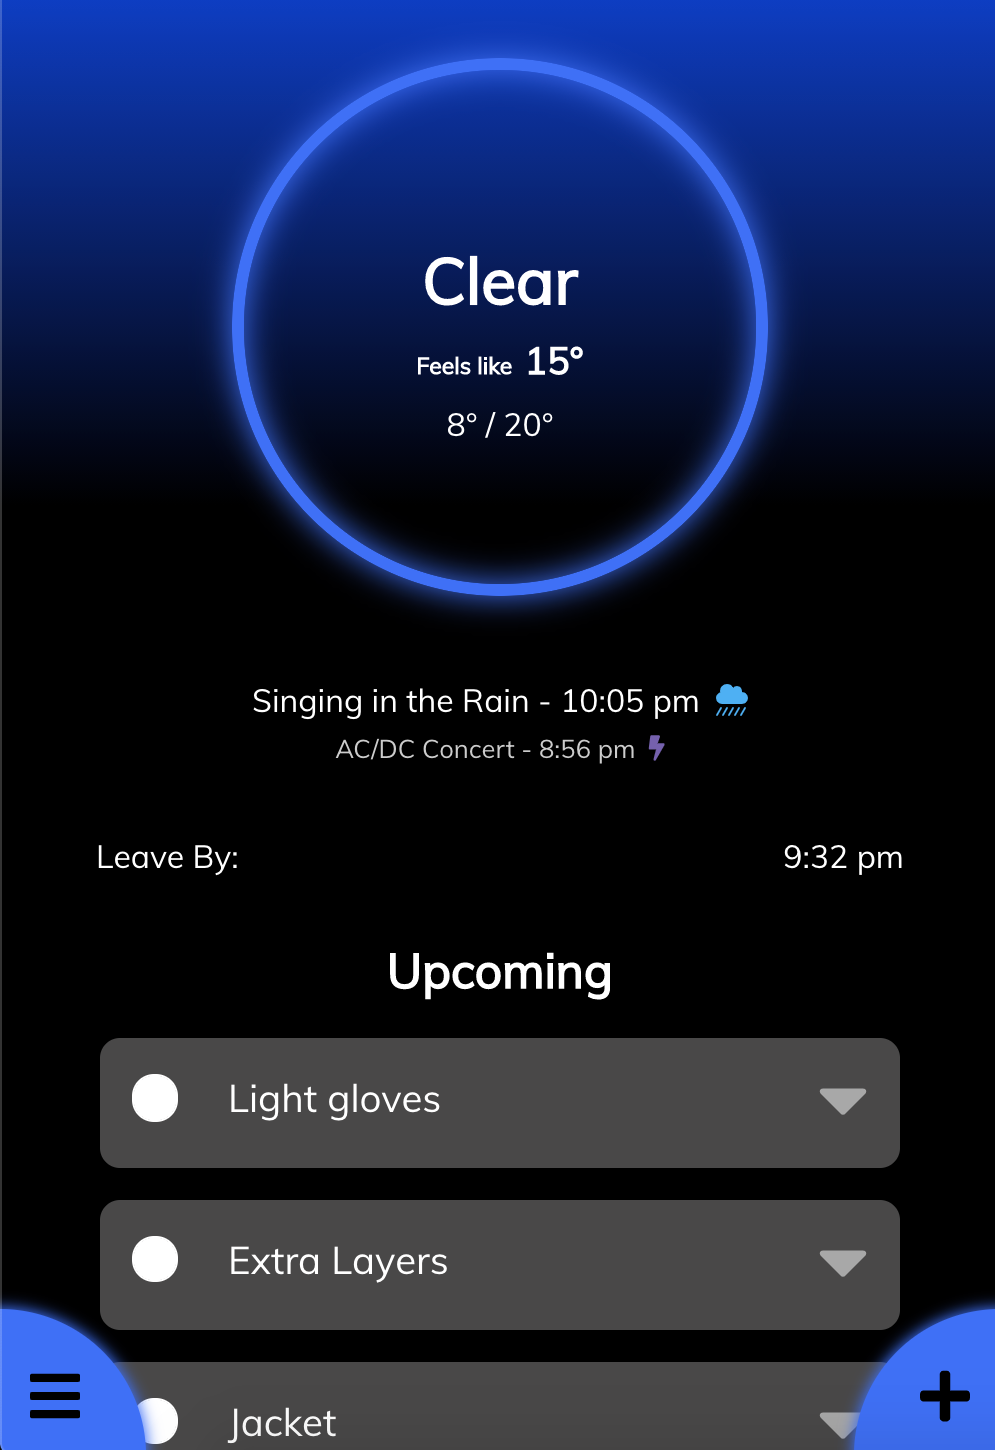 Clear
Feels like 15°
8° / 20°
Singing in the Rain - 10:05 pm
AC/DC Concert - 8:56 pm
Leave By: 9:32 pm
Upcoming
Light gloves
Extra Layers
Jacket